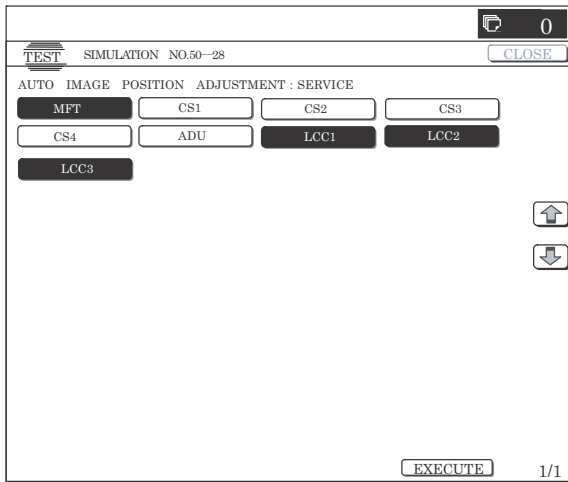 0
TEST SIMULATION NO.50—28 CLOSE
AUTO IMAGE POSITION ADJUSTMENT : SERVICE
MFT CS1 CS2 CS3
CS4 ADU LCC1 LCC2
LCC3
EXECUTE 1/1